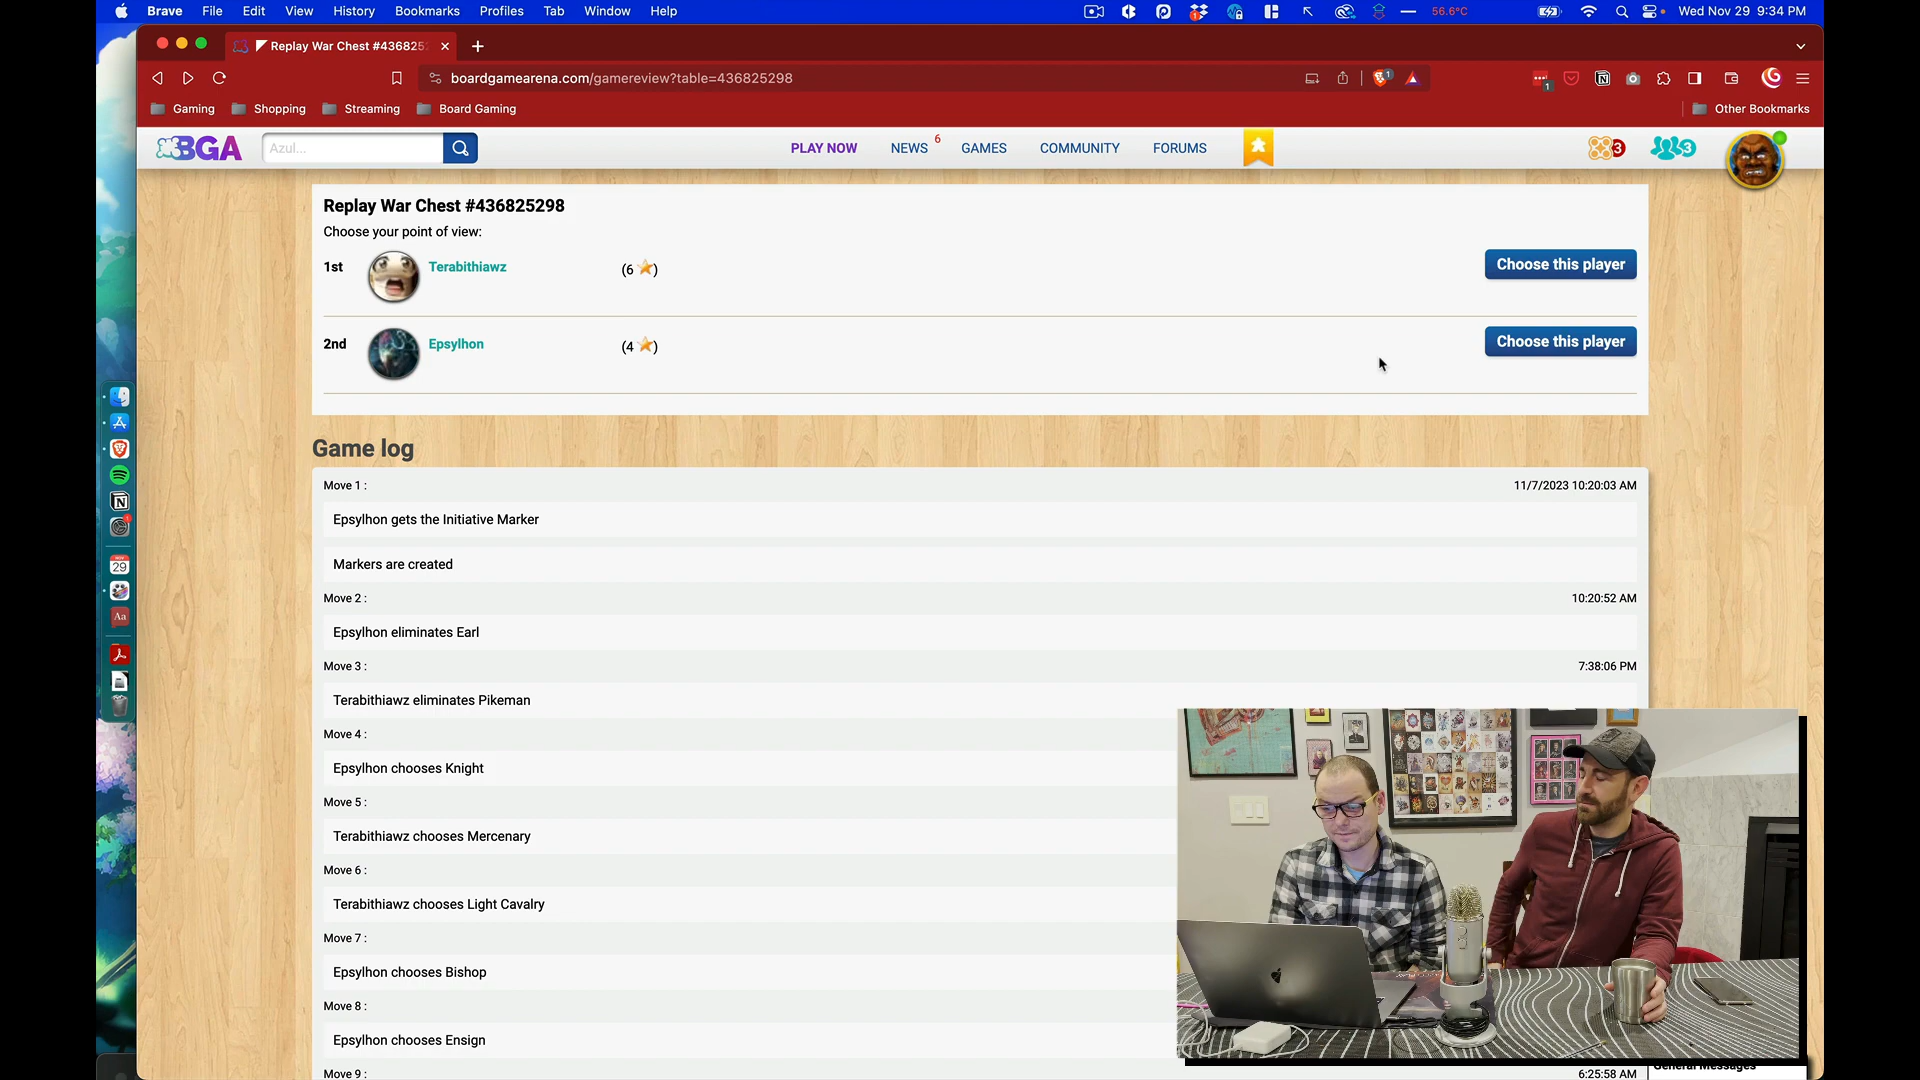 Brave File Edit View History Bookmarks Profiles Tab Window Help
56.6°C
Wed Nov 29 9:34 PM
Replay War Chest #436825
boardgamearena.com/gamereview?table=436825298
1
1
Gaming Shopping Streaming Board Gaming
Other Bookmarks
BGA
Azul...
PLAY NOW NEWS 6 GAMES COMMUNITY FORUMS
3
3
Replay War Chest #436825298
Choose your point of view:
1st Terabithiawz (6 ) Choose this player
2nd Epsylhon (4 ) Choose this player
Game log
Move 1 : 11/7/2023 10:20:03 AM
Epsylhon gets the Initiative Marker
Markers are created
Move 2 : 10:20:52 AM
Epsylhon eliminates Earl
Move 3 : 7:38:06 PM
Terabithiawz eliminates Pikeman
Move 4 :
Epsylhon chooses Knight
Move 5 :
Terabithiawz chooses Mercenary
Move 6 :
Terabithiawz chooses Light Cavalry
Move 7 :
Epsylhon chooses Bishop
Move 8 :
Epsylhon chooses Ensign
Move 9 : 6:25:58 AM
General Messages
NOV
29
Aa